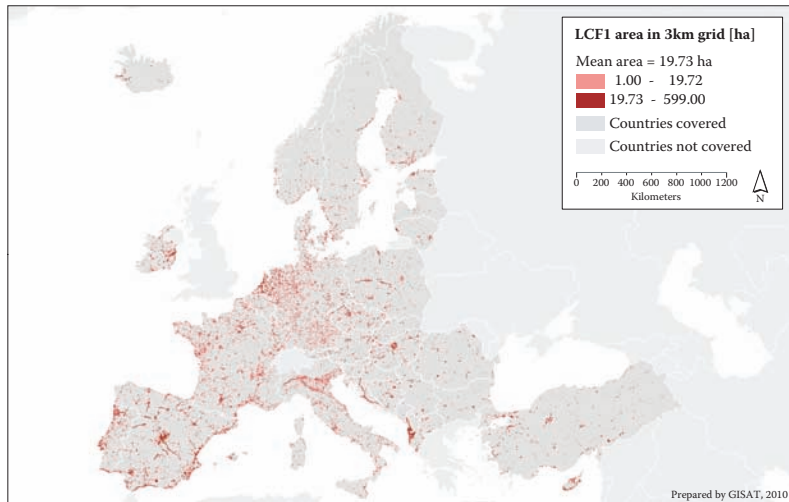 LCF1 area in 3km grid [ha]
Mean area = 19.73 ha
1.00 - 19.72
19.73 - 599.00
Countries covered
Countries not covered
0 200 400 600 800 1000 1200
Kilometers
N
Prepared by GISAT, 2010